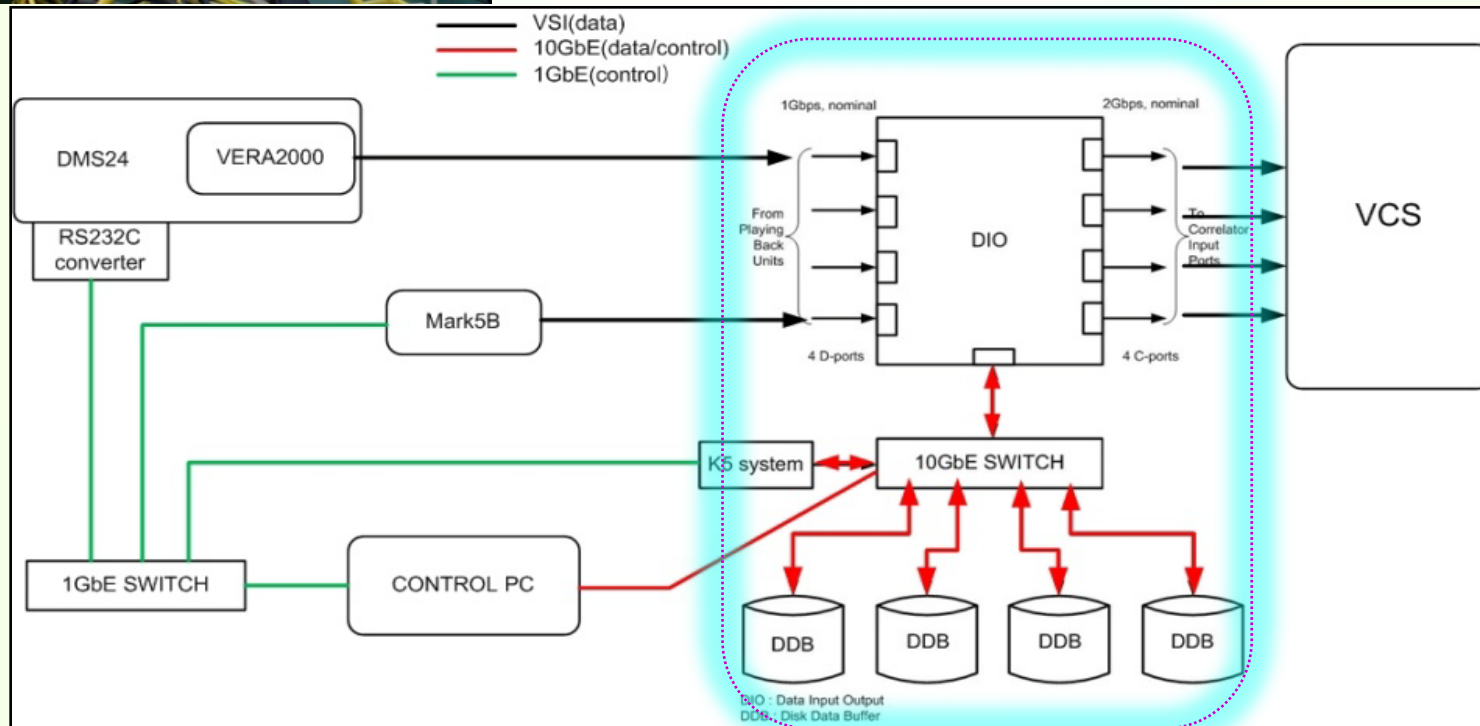 VSI(data)
10GbE(data/control)
1GbE(control)
DMS24
VERA2000
RS232C
converter
1Gbps, nominal
2Gbps, nominal
From
Playing
Back
Units
DIO
To
Correlator
Input
Ports
VCS
Mark5B
4 D-ports
4 C-ports
K5 system
10GbE SWITCH
1GbE SWITCH
CONTROL PC
DDB
DDB
DDB
DDB
DIO : Data Input Output
DDB : Disk Data Buffer